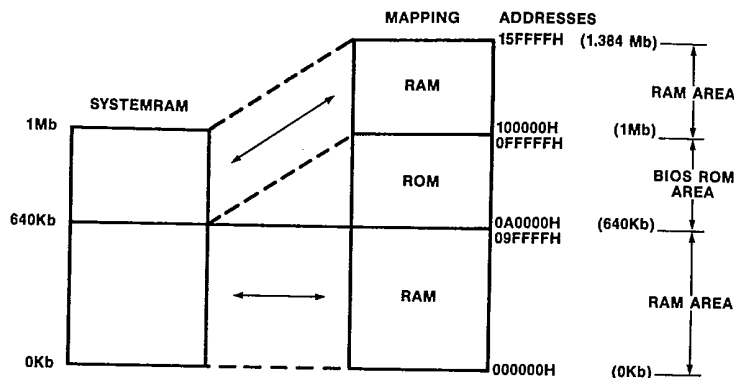 MAPPING ADDRESSES
15FFFFH (1.384 Mb)
RAM
SYSTEMRAM
RAM AREA
1Mb
100000H (1Mb)
0FFFFFH
ROM
BIOS ROM
AREA
640Kb
0A0000H (640Kb)
09FFFFH
RAM
RAM AREA
0Kb
000000H (0Kb)